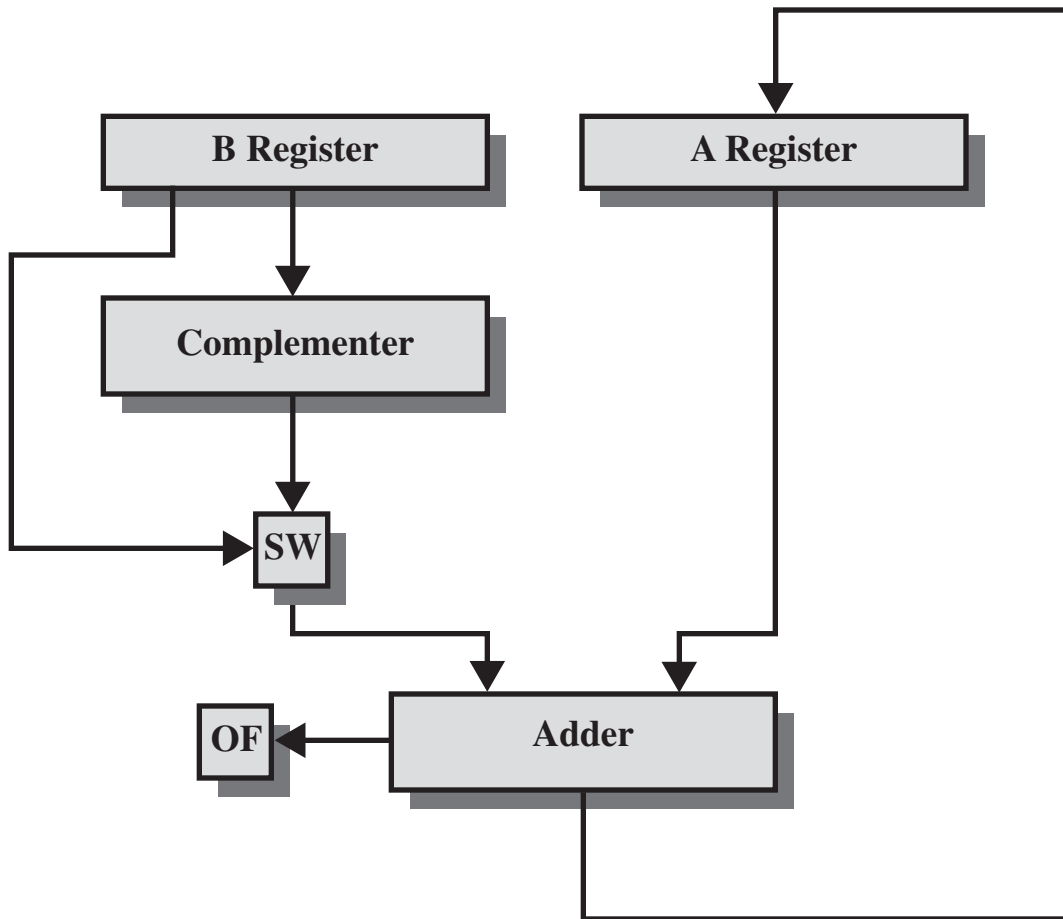 B Register
A Register
Complementer
SW
OF
Adder